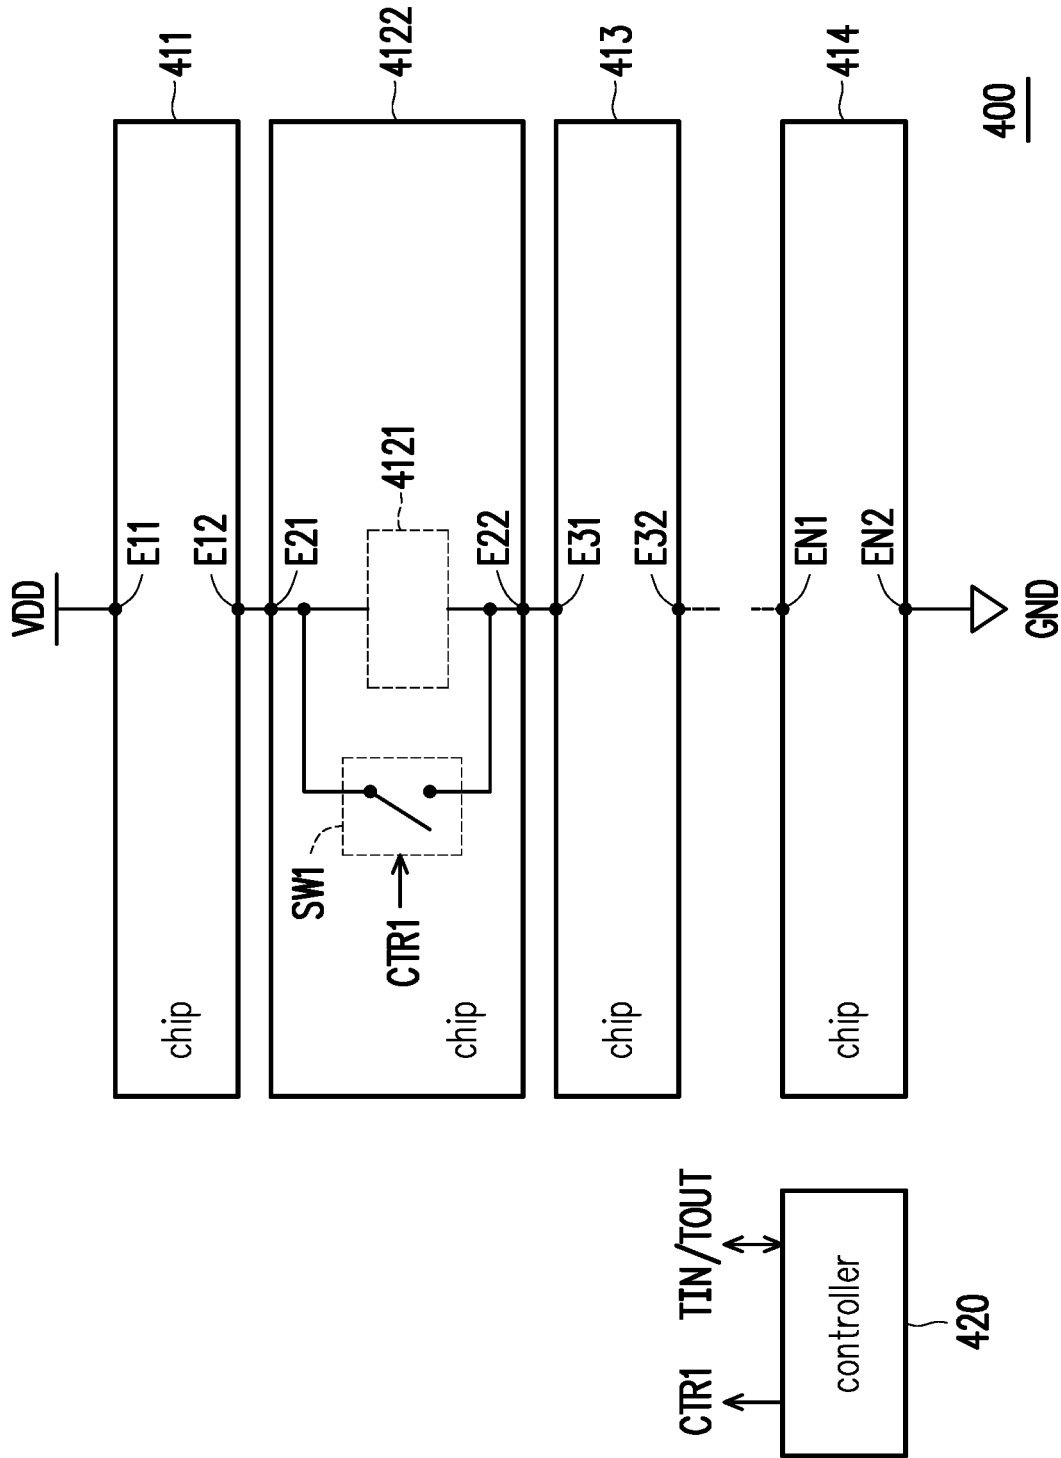 VDD
E11
411
chip
E12
E21
4122
SW1
CTR1
4121
chip
E22
E31
413
chip
E32
EN1
414
chip
EN2
GND
400
CTR1
TIN/TOUT
controller
420